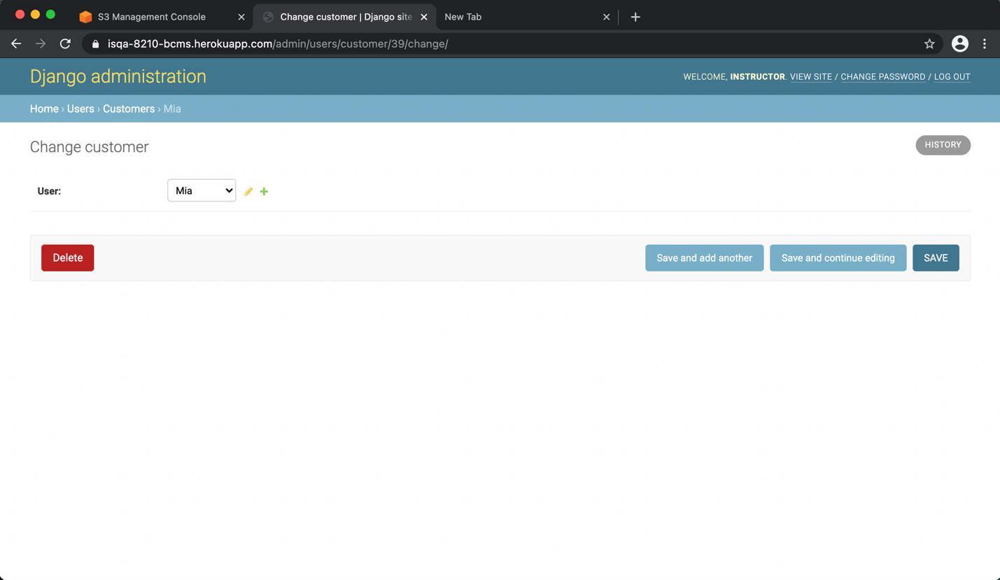 S3 Management Console
Change customer | Django site
New Tab
isqa-8210-bcms.herokuapp.com/admin/users/customer/39/change/
Django administration
WELCOME, INSTRUCTOR. VIEW SITE / CHANGE PASSWORD / LOG OUT
Home › Users › Customers › Mia
Change customer
HISTORY
User:
Mia
Delete
Save and add another
Save and continue editing
SAVE